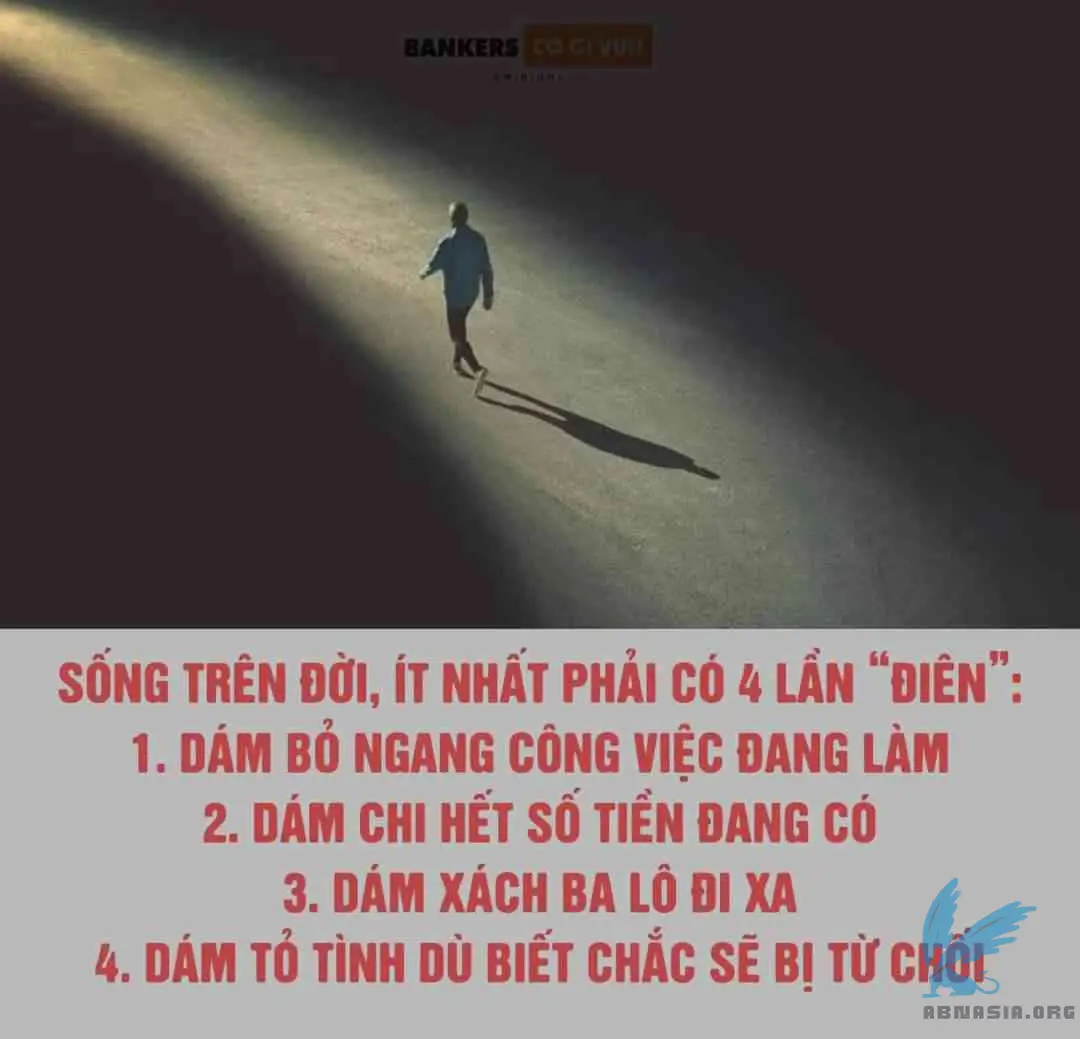 BANKERS CÓ GÌ VUI
SỐNG TRÊN ĐỜI, ÍT NHẤT PHẢI CÓ 4 LẦN “ĐIÊN”:
1. DÁM BỎ NGANG CÔNG VIỆC ĐANG LÀM
2. DÁM CHI HẾT SỐ TIỀN ĐANG CÓ
3. DÁM XÁCH BA LÔ ĐI XA
4. DÁM TỎ TÌNH DÙ BIẾT CHẮC SẼ BỊ TỪ CHỐI
ABNASIA.ORG